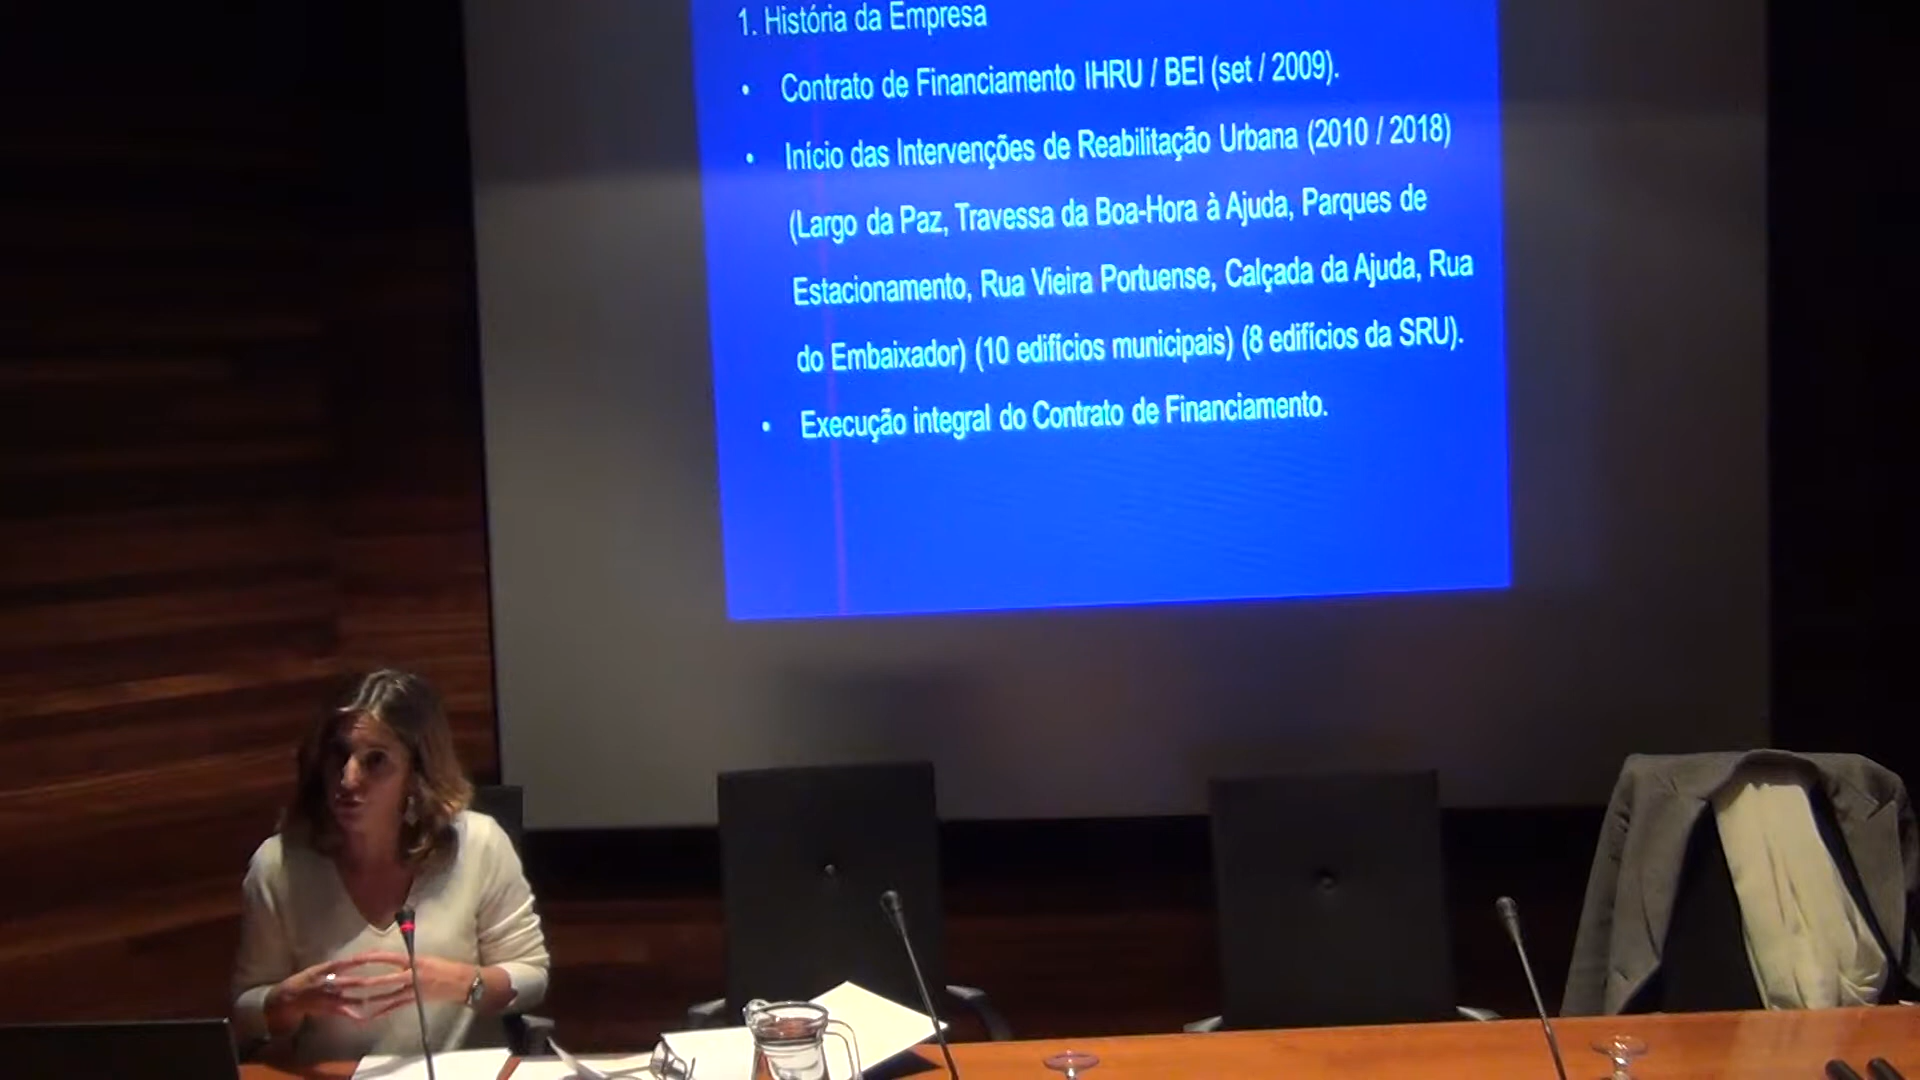 1. História da Empresa
• Contrato de Financiamento IHRU / BEI (set / 2009).
• Início das Intervenções de Reabilitação Urbana (2010 / 2018)
(Largo da Paz, Travessa da Boa-Hora à Ajuda, Parques de
Estacionamento, Rua Vieira Portuense, Calçada da Ajuda, Rua
do Embaixador) (10 edifícios municipais) (8 edifícios da SRU).
• Execução integral do Contrato de Financiamento.